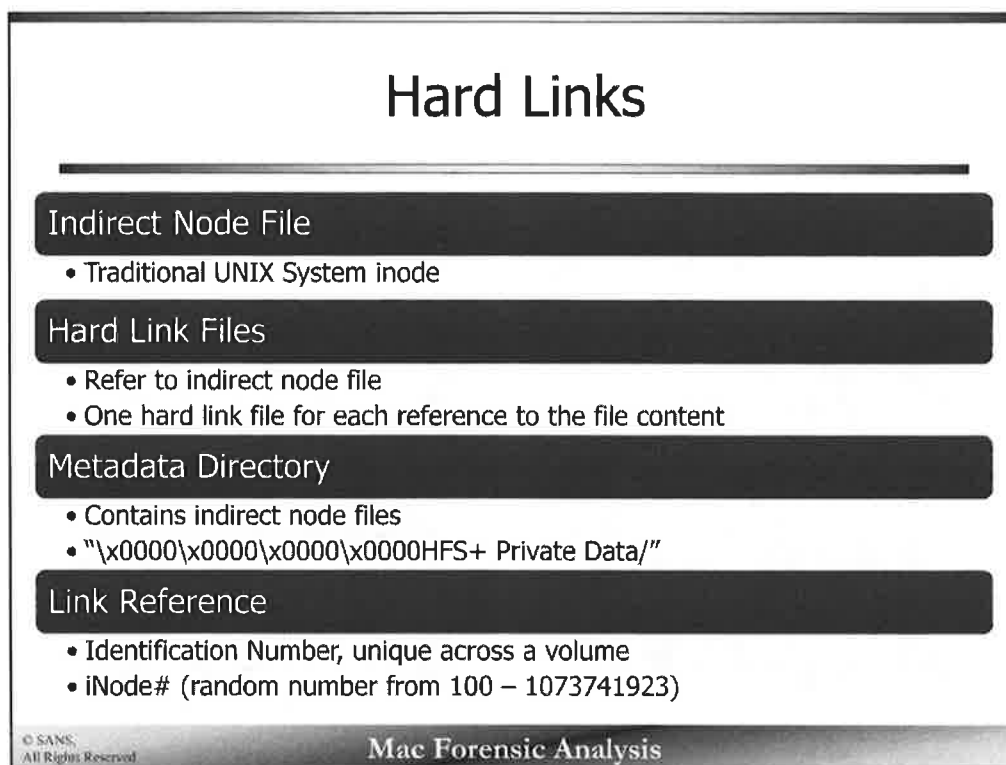 Hard Links
Indirect Node File
• Traditional UNIX System inode
Hard Link Files
• Refer to indirect node file
• One hard link file for each reference to the file content
Metadata Directory
• Contains indirect node files
• “\x0000\x0000\x0000\x0000HFS+ Private Data/”
Link Reference
• Identification Number, unique across a volume
• iNode# (random number from 100 – 1073741923)
© SANS,
All Rights Reserved
Mac Forensic Analysis